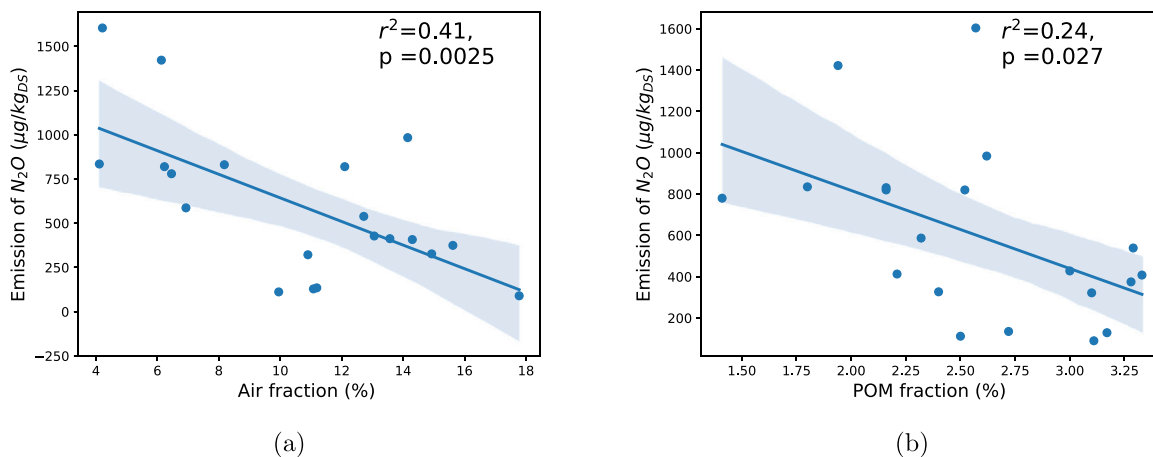 r²=0.41,
p =0.0025
1500
1250
1000
750
500
250
0
−250
Emission of N₂O (μg/kg_DS)
4 6 8 10 12 14 16 18
Air fraction (%)
(a)
r²=0.24,
p =0.027
1600
1400
1200
1000
800
600
400
200
Emission of N₂O (μg/kg_DS)
1.50 1.75 2.00 2.25 2.50 2.75 3.00 3.25
POM fraction (%)
(b)